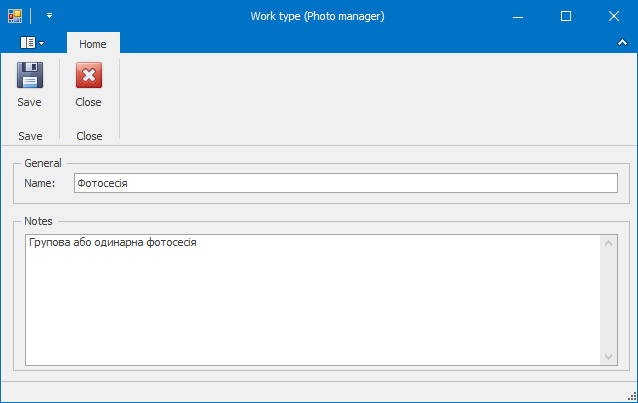 Work type (Photo manager)
Home
Save
Close
Save
Close
General
Name:
Фотосесія
Notes
Групова або одинарна фотосесія